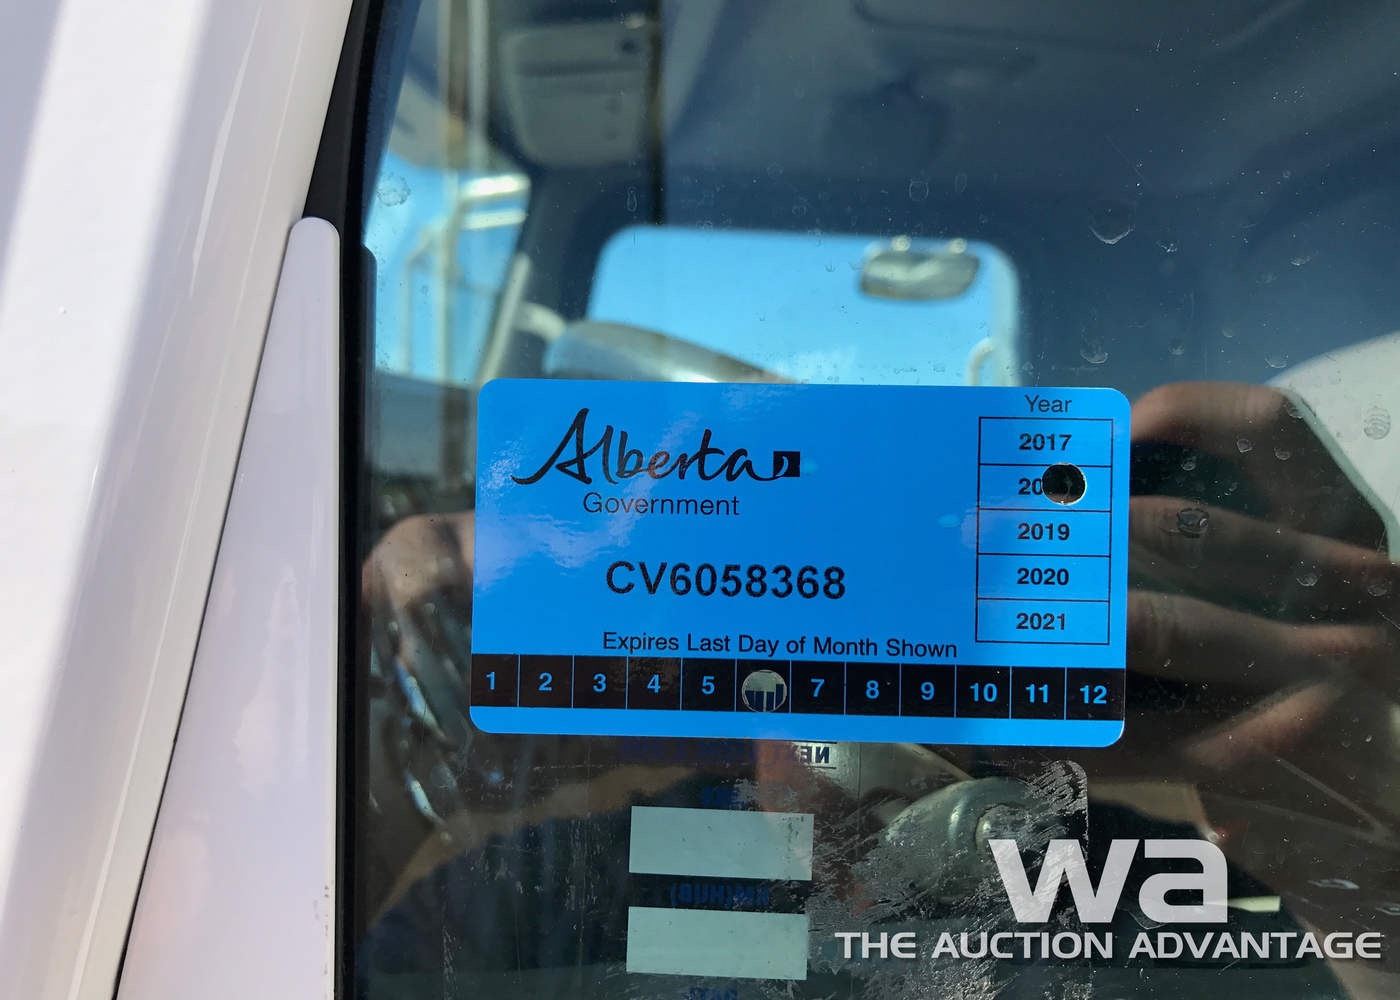 Alberta
Government
CV6058368
Expires Last Day of Month Shown
Year
2017
20
2019
2020
2021
1 2 3 4 5 7 8 9 10 11 12
wa
THE AUCTION ADVANTAGE